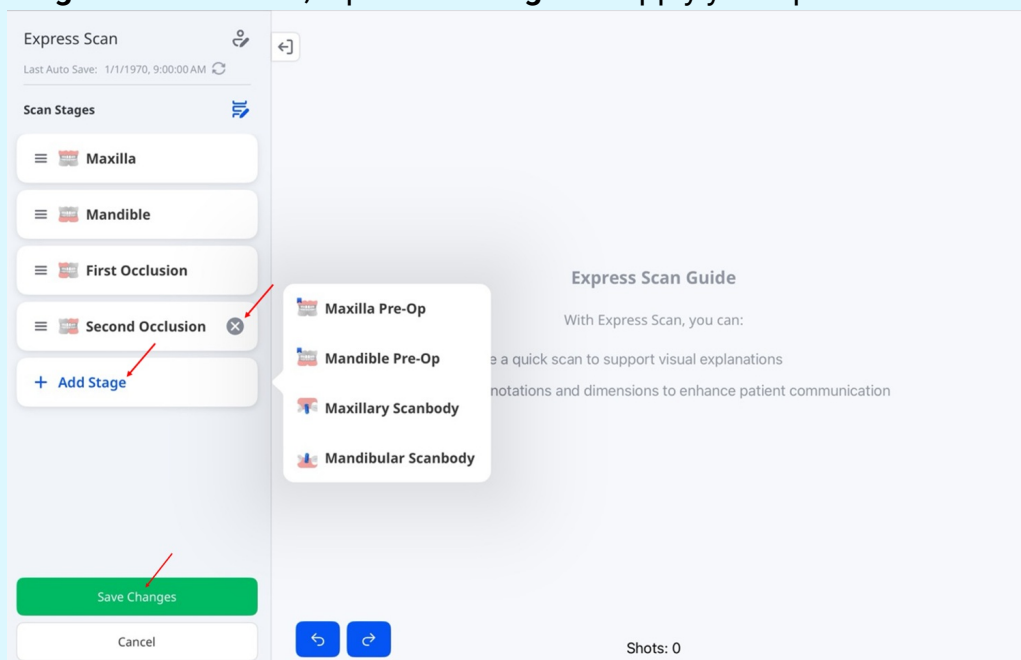 Express Scan
Last Auto Save: 1/1/1970, 9:00:00 AM
Scan Stages
Maxilla
Mandible
First Occlusion
Second Occlusion
+ Add Stage
Maxilla Pre-Op
Mandible Pre-Op
Maxillary Scanbody
Mandibular Scanbody
Express Scan Guide
With Express Scan, you can:
e a quick scan to support visual explanations
notations and dimensions to enhance patient communication
Save Changes
Cancel
Shots: 0